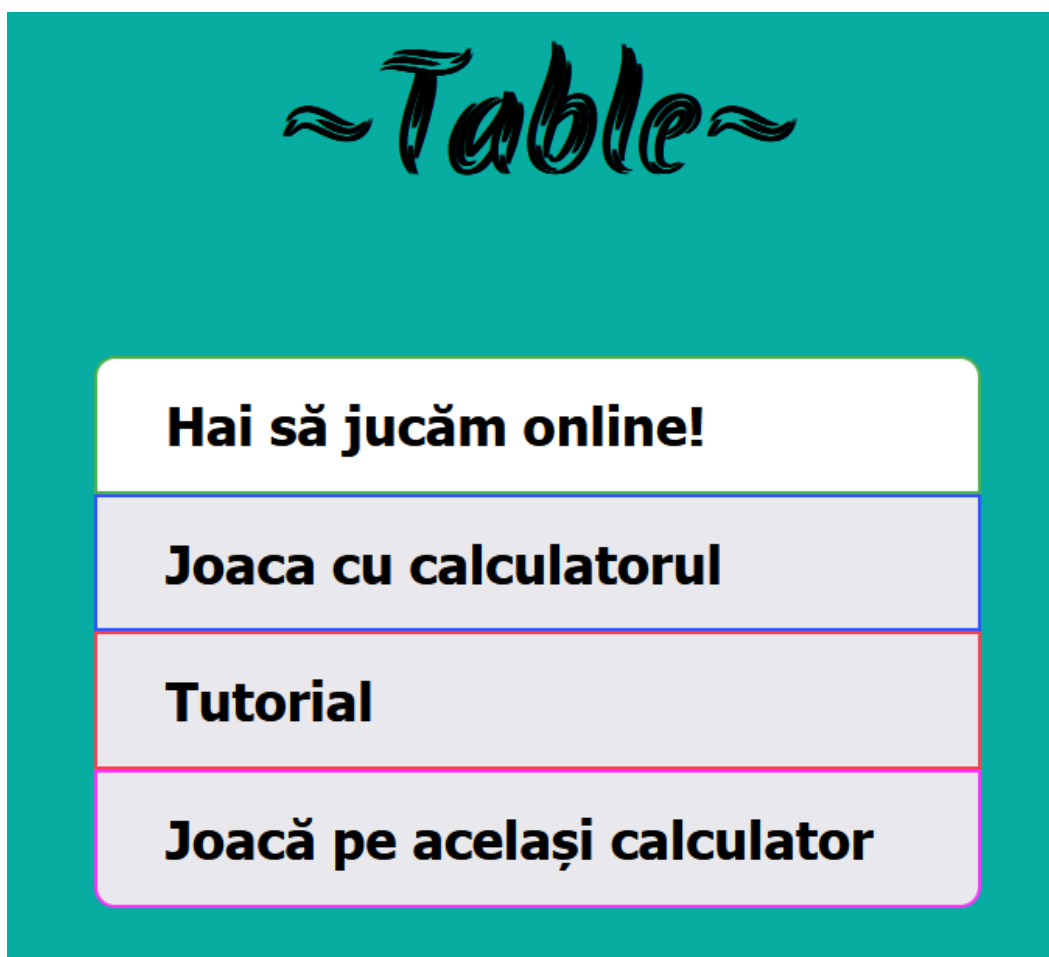 ~Table~
Hai să jucăm online!
Joaca cu calculatorul
Tutorial
Joacă pe același calculator